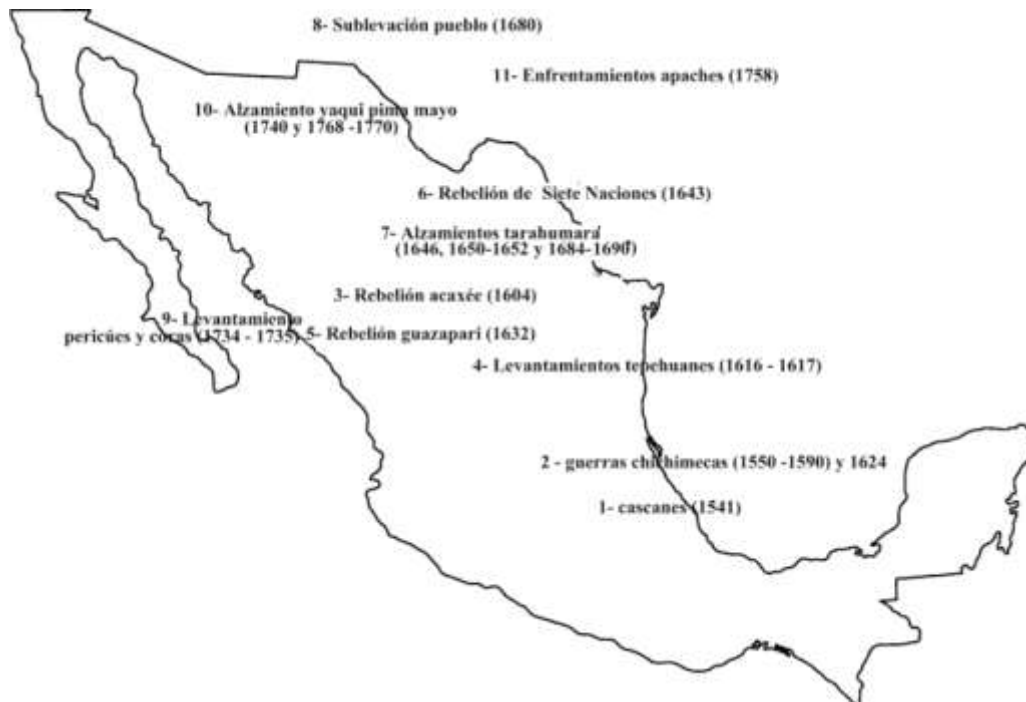 8- Sublevación pueblo (1680)
11- Enfrentamientos apaches (1758)
10- Alzamiento yaqui pima mayo
(1740 y 1768 -1770)
6- Rebelión de Siete Naciones (1643)
7- Alzamientos tarahumara
(1646, 1650-1652 y 1684-1690)
3- Rebelión acaxée (1604)
9- Levantamiento
pericúes y coras (1734 - 1735)
5- Rebelión guazapari (1632)
4- Levantamientos tepehuanes (1616 - 1617)
2 - guerras chichimecas (1550 -1590) y 1624
1- cascanes (1541)